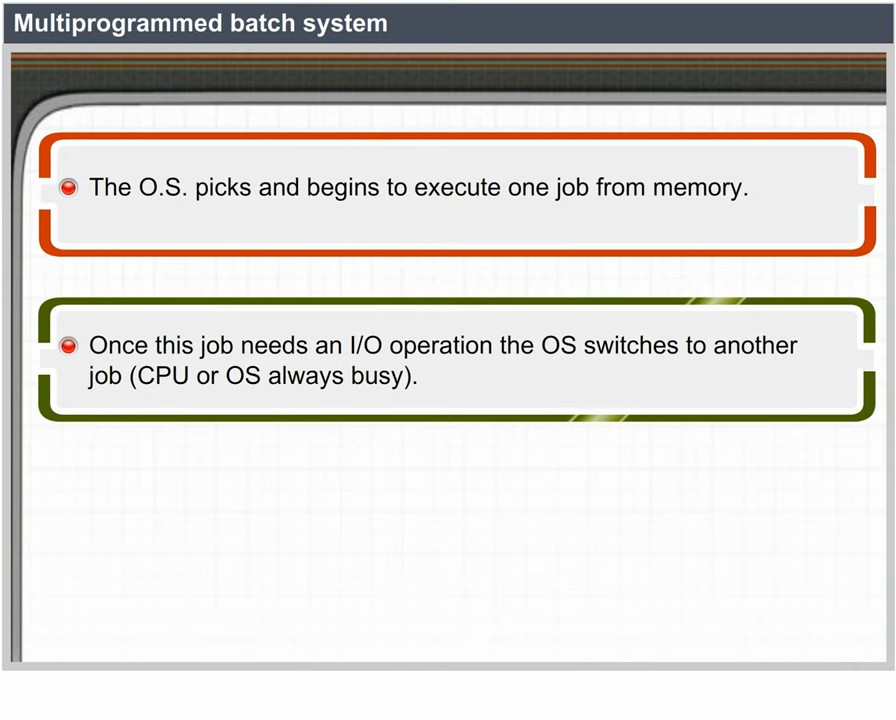 Multiprogrammed batch system
The O.S. picks and begins to execute one job from memory.
Once this job needs an I/O operation the OS switches to another
job (CPU or OS always busy).